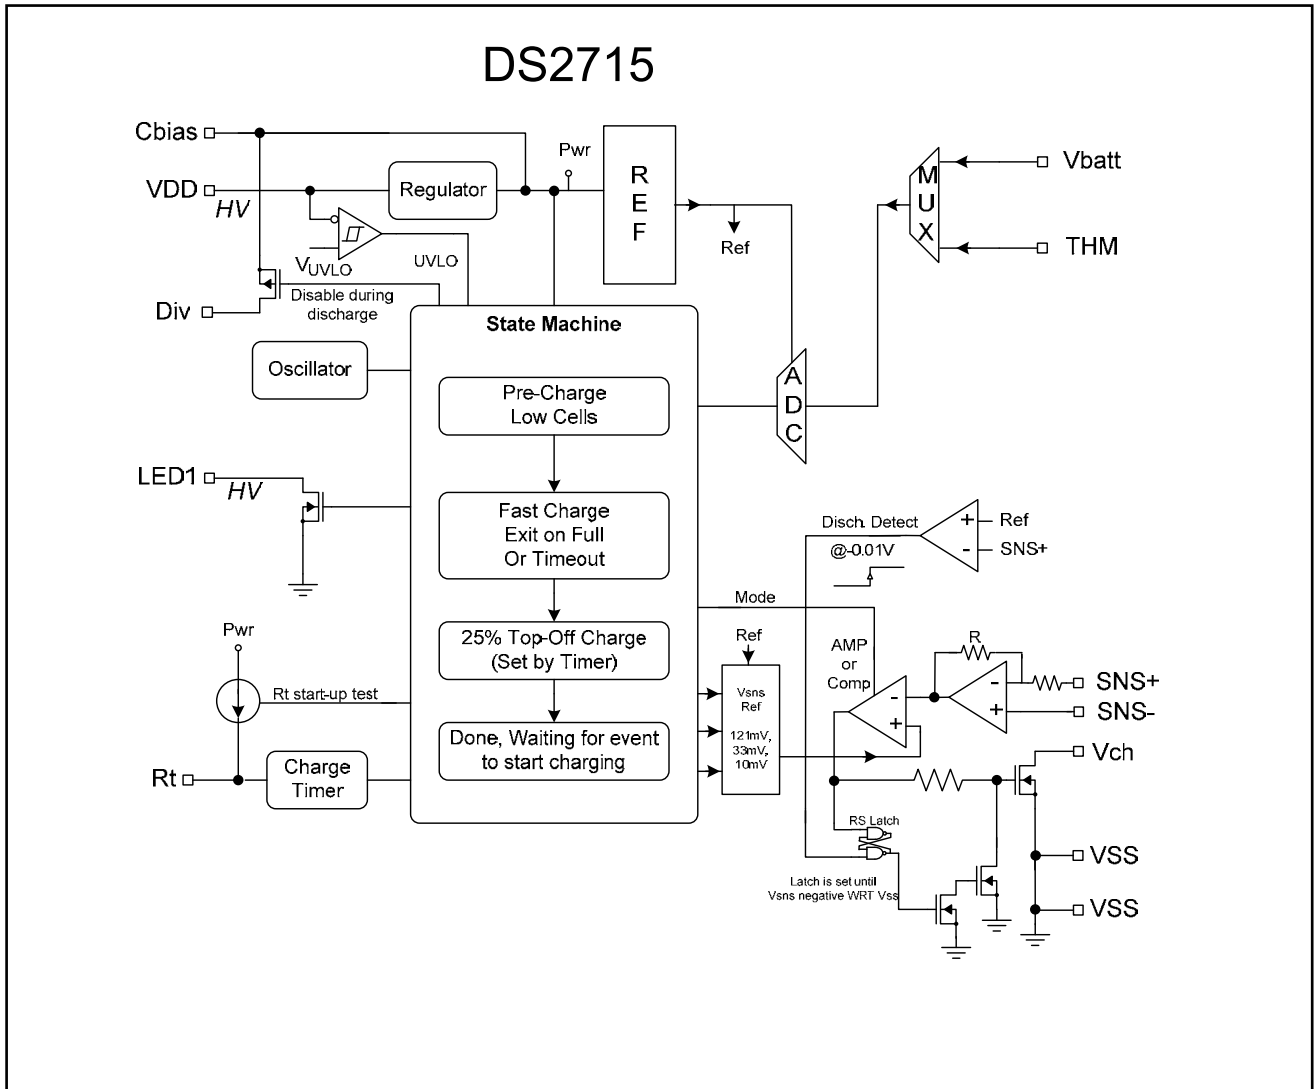 DS2715
Cbias
VDD
HV
Regulator
Pwr
R
E
F
Ref
M
U
X
Vbatt
THM
VUVLO
UVLO
Disable during
discharge
Div
Oscillator
State Machine
Pre-Charge
Low Cells
A
D
C
LED1
HV
Fast Charge
Exit on Full
Or Timeout
Disch. Detect
@-0.01V
+
Ref
-
SNS+
Mode
Pwr
25% Top-Off Charge
(Set by Timer)
Ref
AMP
or
Comp
R
Rt start-up test
Vsns
Ref
121mV,
33mV,
10mV
-
+
-
+
SNS+
SNS-
Done, Waiting for event
to start charging
Rt
Charge
Timer
Vch
RS Latch
Latch is set until
Vsns negative WRT Vss
VSS
VSS